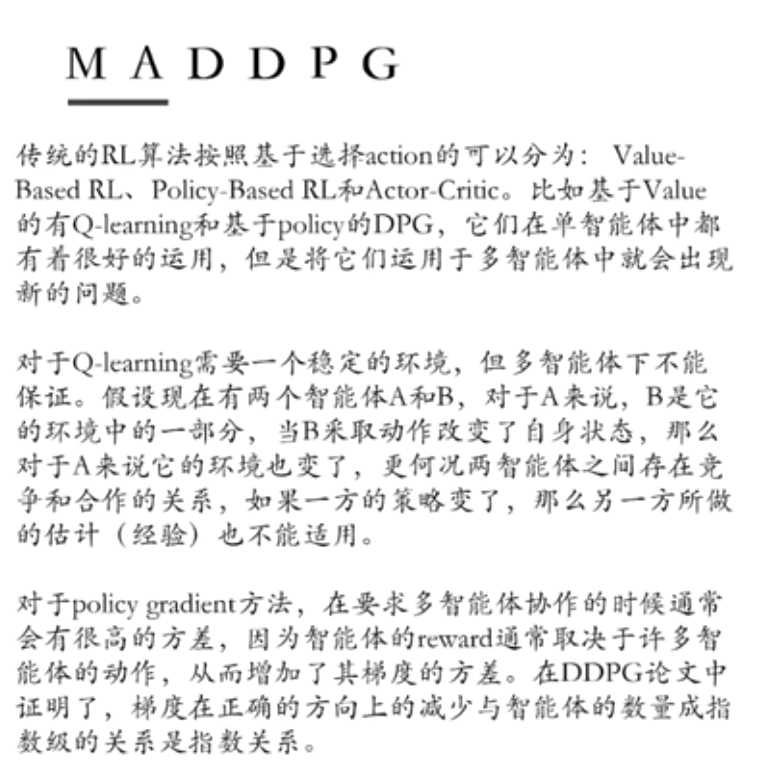 MADDPG
传统的RL算法按照基于选择action的可以分为： Value-
Based RL、Policy-Based RL和Actor-Critic。比如基于Value
的有Q-learning和基于policy的DPG，它们在单智能体中都
有着很好的运用，但是将它们运用于多智能体中就会出现
新的问题。
对于Q-learning需要一个稳定的环境，但多智能体下不能
保证。假设现在有两个智能体A和B，对于A来说，B是它
的环境中的一部分，当B采取动作改变了自身状态，那么
对于A来说它的环境也变了，更何况两智能体之间存在竞
争和合作的关系，如果一方的策略变了，那么另一方所做
的估计（经验）也不能适用。
对于policy gradient方法，在要求多智能体协作的时候通常
会有很高的方差，因为智能体的reward通常取决于许多智
能体的动作，从而增加了其梯度的方差。在DDPG论文中
证明了，梯度在正确的方向上的减少与智能体的数量成指
数级的关系是指数关系。